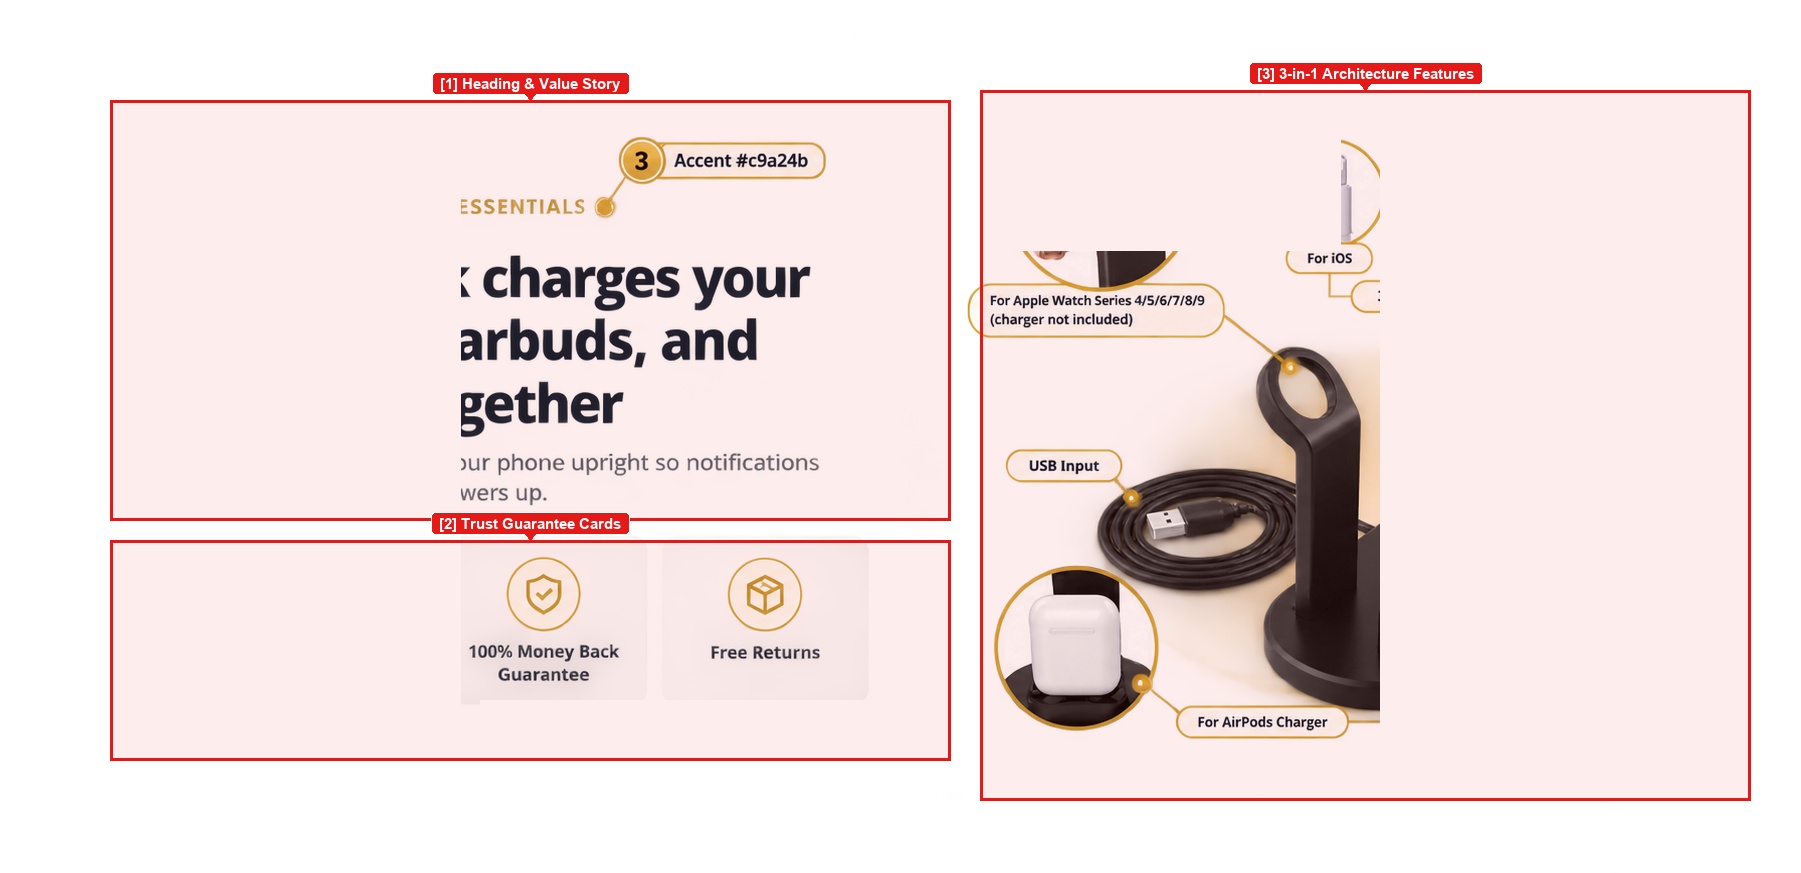 [1] Heading & Value Story
3
Accent #c9a24b
ESSENTIALS
charges your
arbuds, and
gether
our phone upright so notifications
wers up.
[2] Trust Guarantee Cards
100% Money Back
Guarantee
Free Returns
[3] 3-in-1 Architecture Features
For iOS
For Apple Watch Series 4/5/6/7/8/9
(charger not included)
USB Input
For AirPods Charger